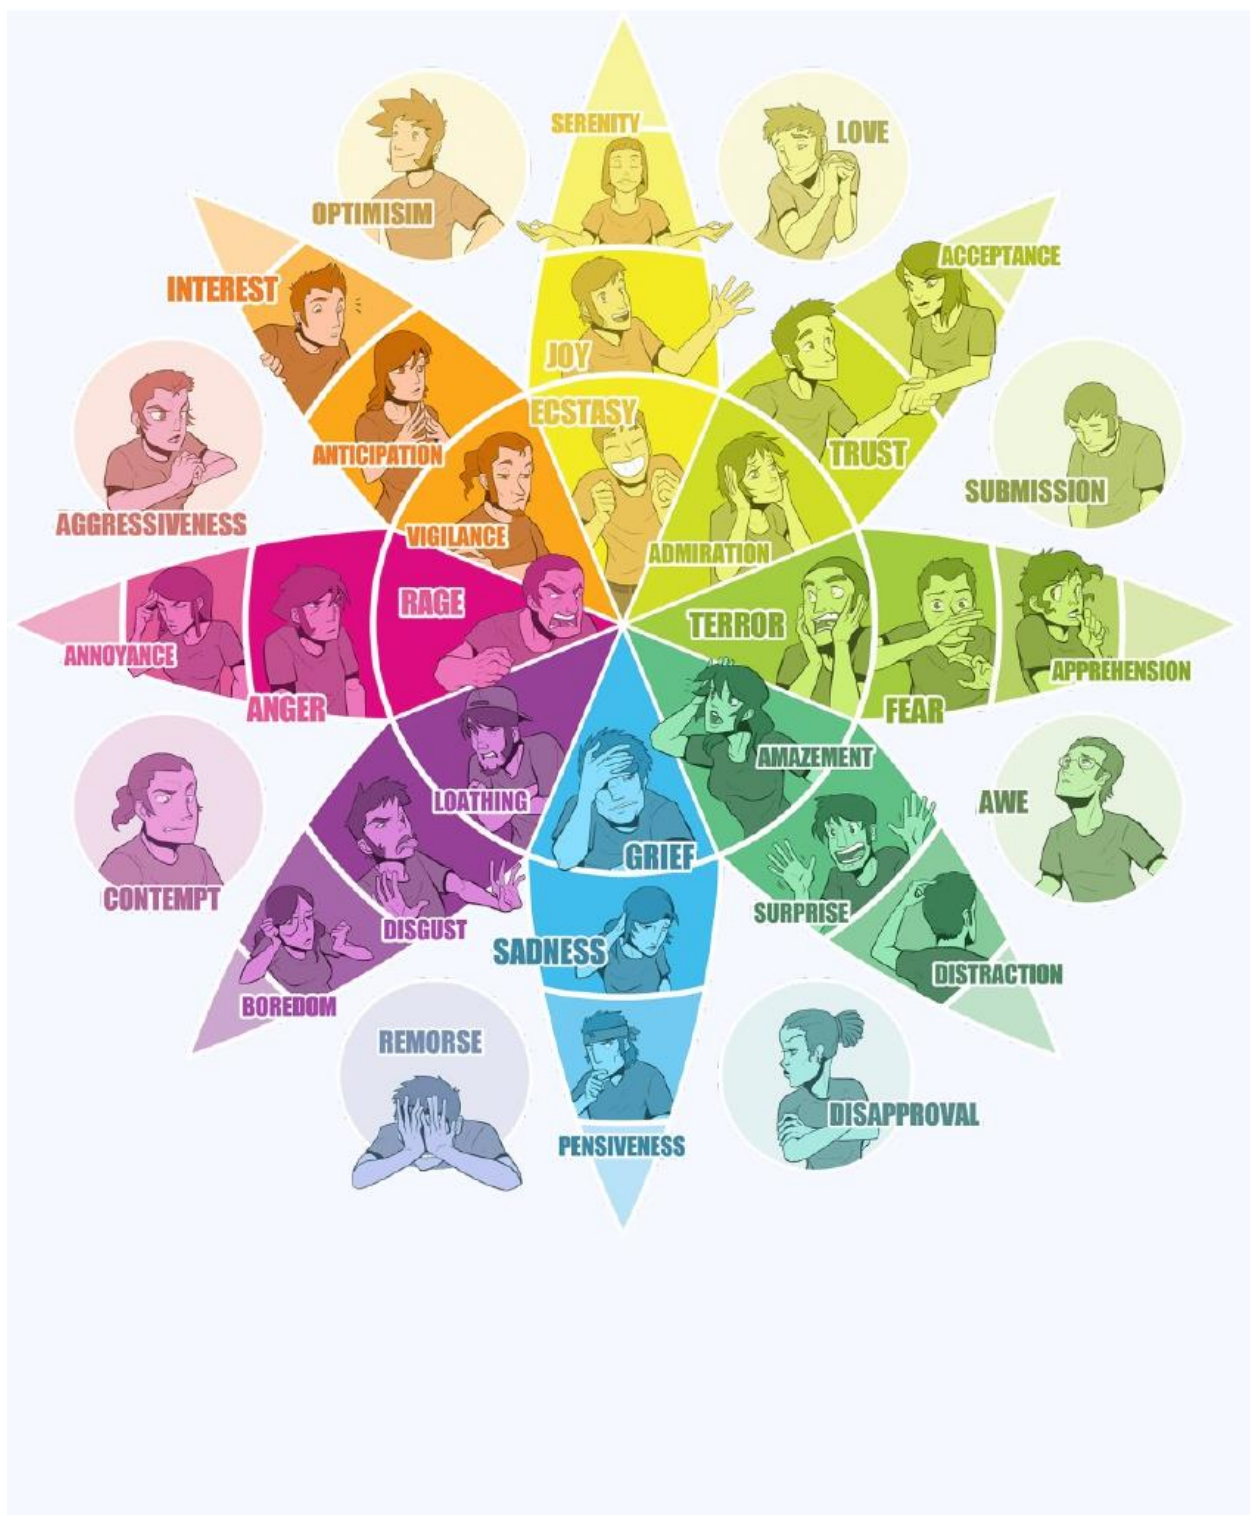 SERENITY
LOVE
OPTIMISIM
ACCEPTANCE
INTEREST
JOY
ECSTASY
ANTICIPATION
TRUST
SUBMISSION
AGGRESSIVENESS
VIGILANCE
ADMIRATION
RAGE
TERROR
ANNOYANCE
APPREHENSION
ANGER
FEAR
AMAZEMENT
LOATHING
AWE
GRIEF
CONTEMPT
SURPRISE
DISGUST
SADNESS
DISTRACTION
BOREDOM
REMORSE
DISAPPROVAL
PENSIVENESS